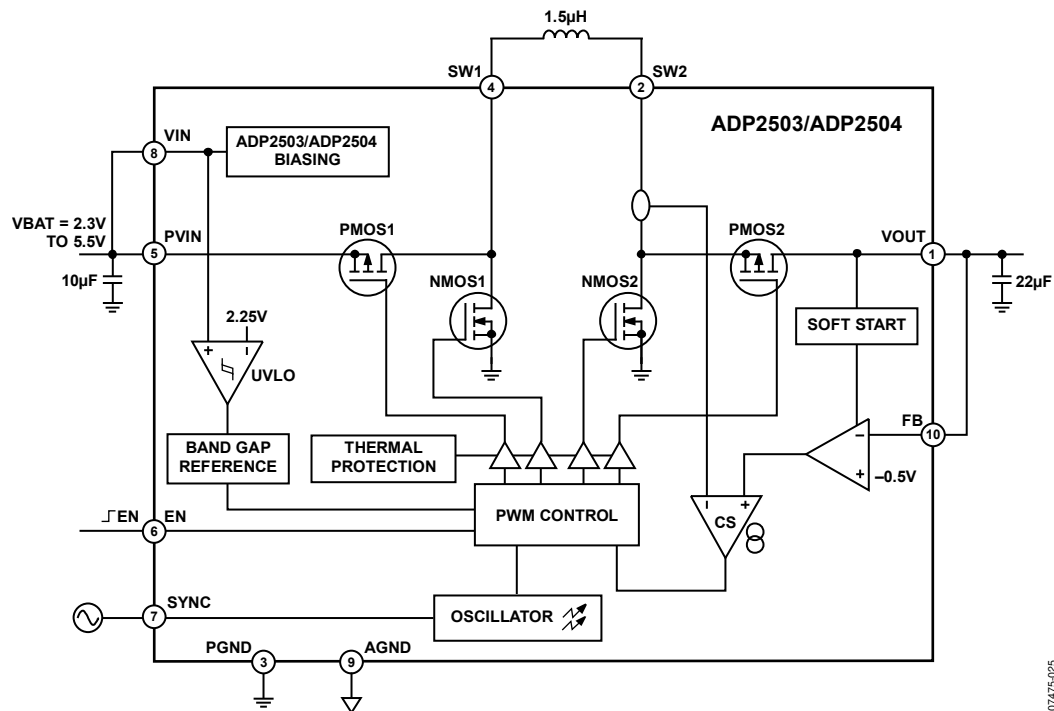 1.5µH
SW1
SW2
4
2
ADP2503/ADP2504
VIN
8
ADP2503/ADP2504
BIASING
VBAT = 2.3V
TO 5.5V
PVIN
5
PMOS1
PMOS2
VOUT
1
10µF
NMOS1
NMOS2
22µF
2.25V
SOFT START
+
–
UVLO
FB
10
BAND GAP
REFERENCE
THERMAL
PROTECTION
–
+
–0.5V
EN
EN
6
PWM CONTROL
–
+
CS
SYNC
7
OSCILLATOR
PGND
AGND
3
9
07475-025